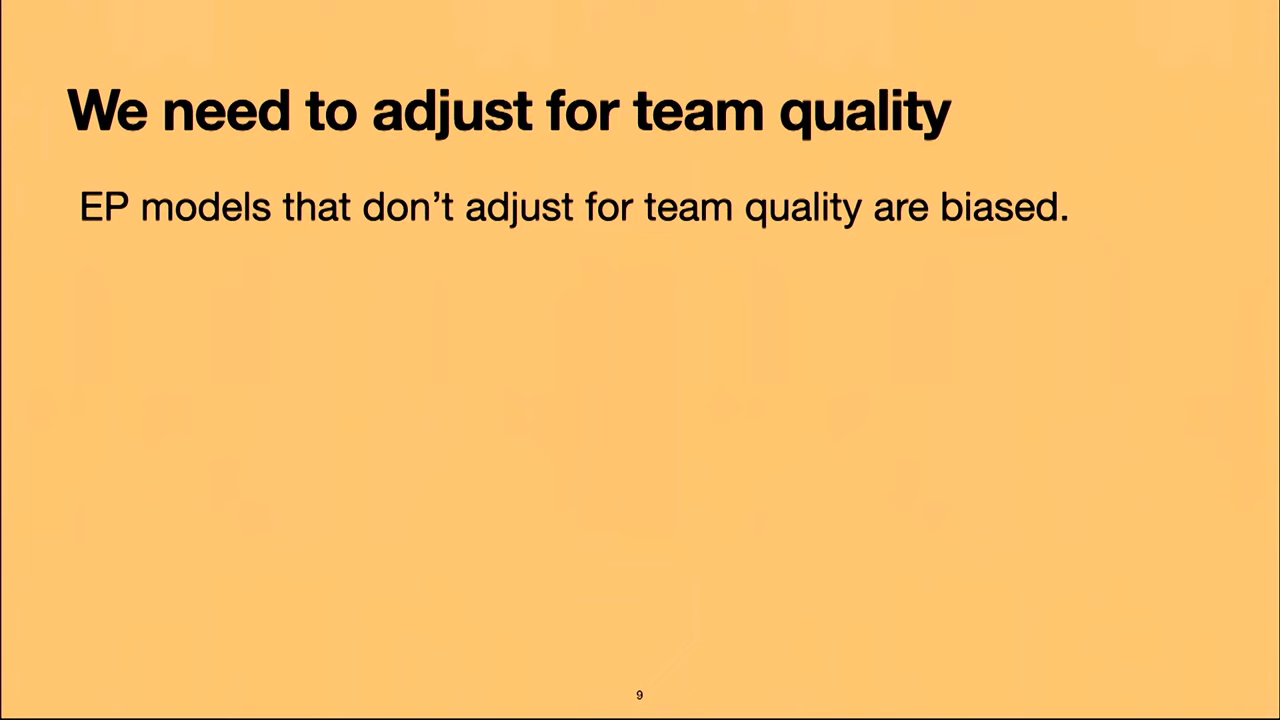 We need to adjust for team quality
EP models that don’t adjust for team quality are biased.
9